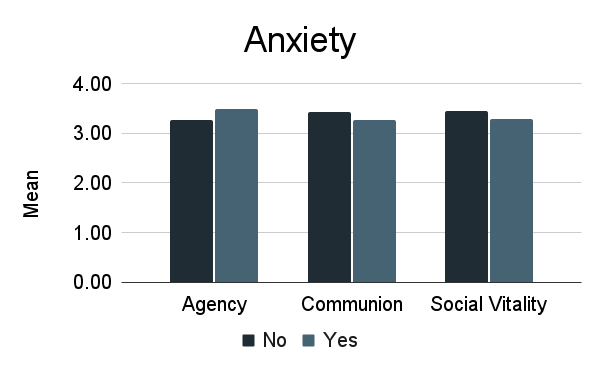 Anxiety
4.00
3.00
2.00
1.00
0.00
Mean
Agency Communion Social Vitality
No Yes